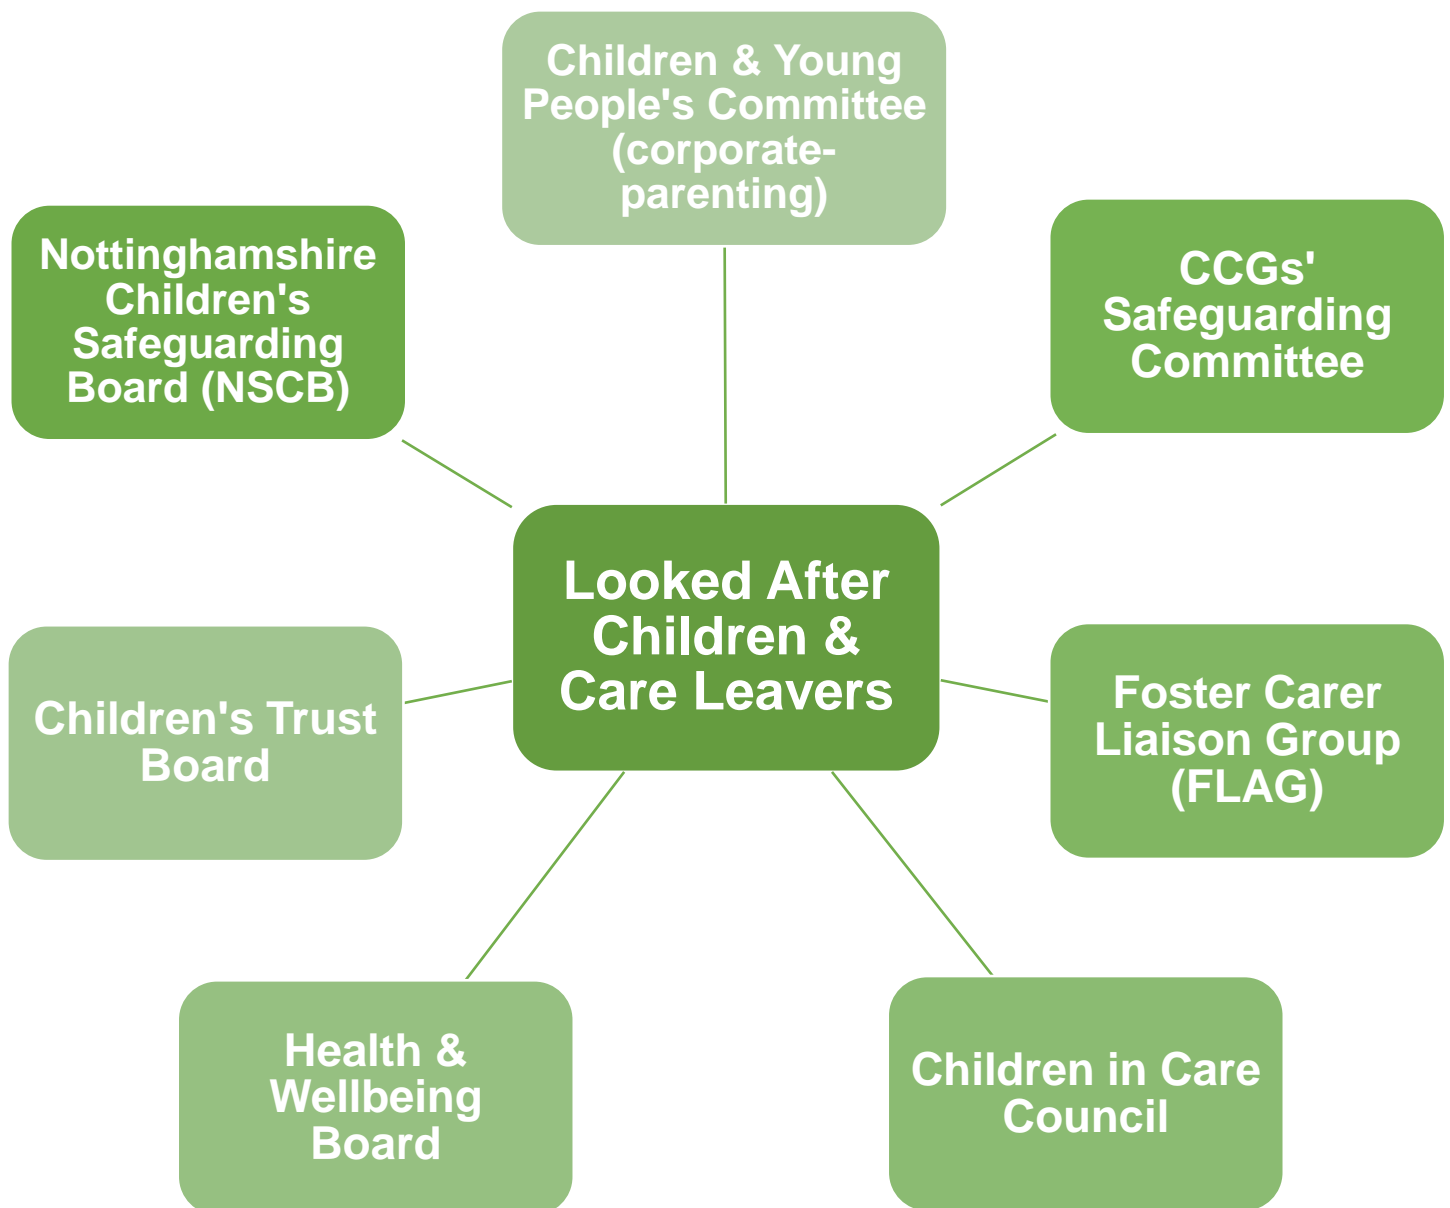 Children & Young
People's Committee
(corporate-
parenting)
Nottinghamshire
Children's
Safeguarding
Board (NSCB)
CCGs'
Safeguarding
Committee
Looked After
Children &
Care Leavers
Children's Trust
Board
Foster Carer
Liaison Group
(FLAG)
Health &
Wellbeing
Board
Children in Care
Council